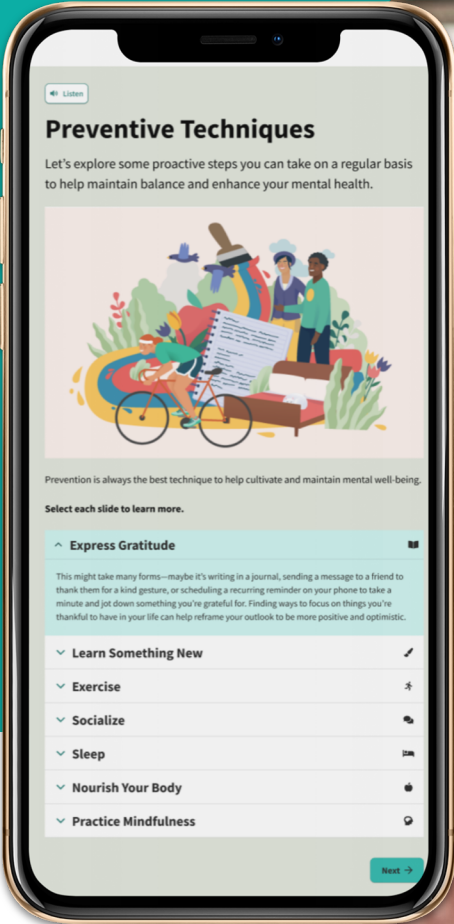 Listen
Preventive Techniques
Let's explore some proactive steps you can take on a regular basis
to help maintain balance and enhance your mental health.
Prevention is always the best technique to help cultivate and maintain mental well-being.
Select each slide to learn more.
Express Gratitude
This might take many forms—maybe it's writing in a journal, sending a message to a friend to
thank them for a kind gesture, or scheduling a recurring reminder on your phone to take a
minute and jot down something you're grateful for. Finding ways to focus on things you're
thankful to have in your life can help reframe your outlook to be more positive and optimistic.
Learn Something New
Exercise
Socialize
Sleep
Nourish Your Body
Practice Mindfulness
Next